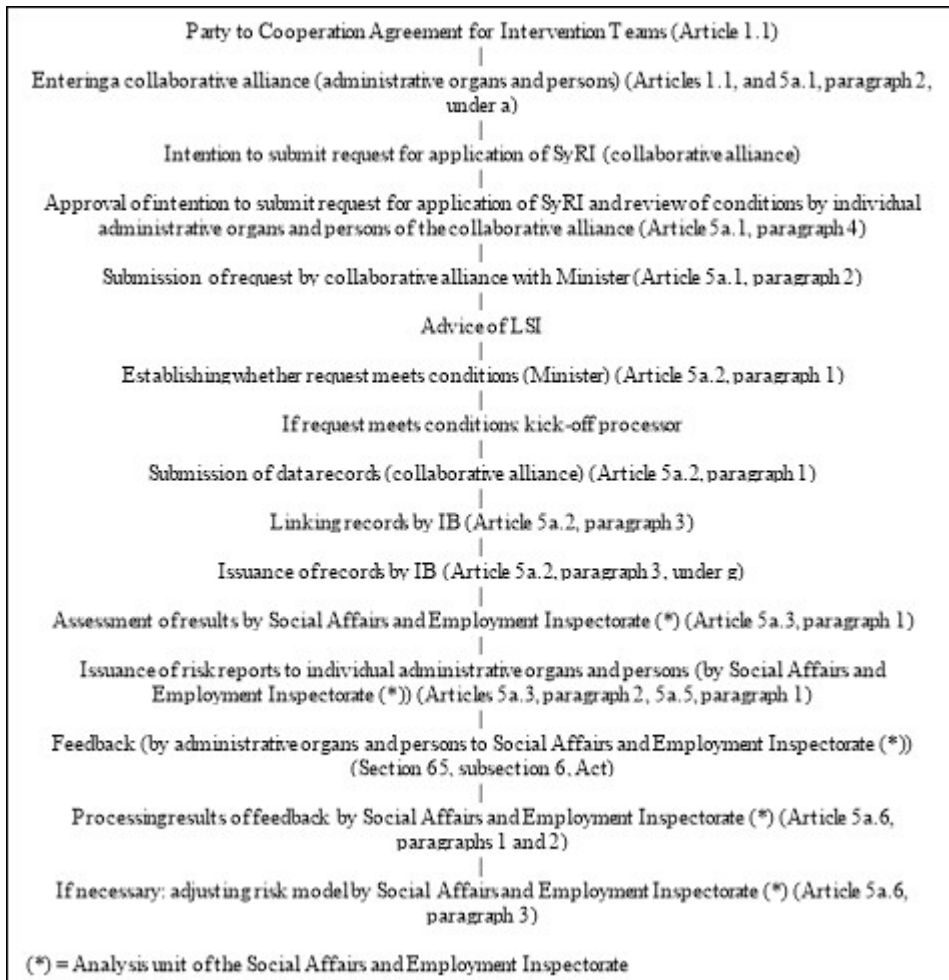 Party to Cooperation Agreement for Intervention Teams (Article 1.1)
|
Entering a collaborative alliance (administrative organs and persons) (Articles 1.1, and 5a.1, paragraph 2,
under a)
|
Intention to submit request for application of SyRI (collaborative alliance)
|
Approval of intention to submit request for application of SyRI and review of conditions by individual
administrative organs and persons of the collaborative alliance (Article 5a.1, paragraph 4)
|
Submission of request by collaborative alliance with Minister (Article 5a.1, paragraph 2)
|
Advice of LSI
|
Establishing whether request meets conditions (Minister) (Article 5a.2, paragraph 1)
|
If request meets conditions: kick-off processor
|
Submission of data records (collaborative alliance) (Article 5a.2, paragraph 1)
|
Linking records by IB (Article 5a.2, paragraph 3)
|
Issuance of records by IB (Article 5a.2, paragraph 3, under g)
|
Assessment of results by Social Affairs and Employment Inspectorate (*) (Article 5a.3, paragraph 1)
|
Issuance of risk reports to individual administrative organs and persons (by Social Affairs and
Employment Inspectorate (*)) (Articles 5a.3, paragraph 2, 5a.5, paragraph 1)
|
Feedback (by administrative organs and persons to Social Affairs and Employment Inspectorate (*))
(Section 65, subsection 6, Act)
|
Processing results of feedback by Social Affairs and Employment Inspectorate (*) (Article 5a.6,
paragraphs 1 and 2)
|
If necessary: adjusting risk model by Social Affairs and Employment Inspectorate (*) (Article 5a.6,
paragraph 3)
(*) = Analysis unit of the Social Affairs and Employment Inspectorate